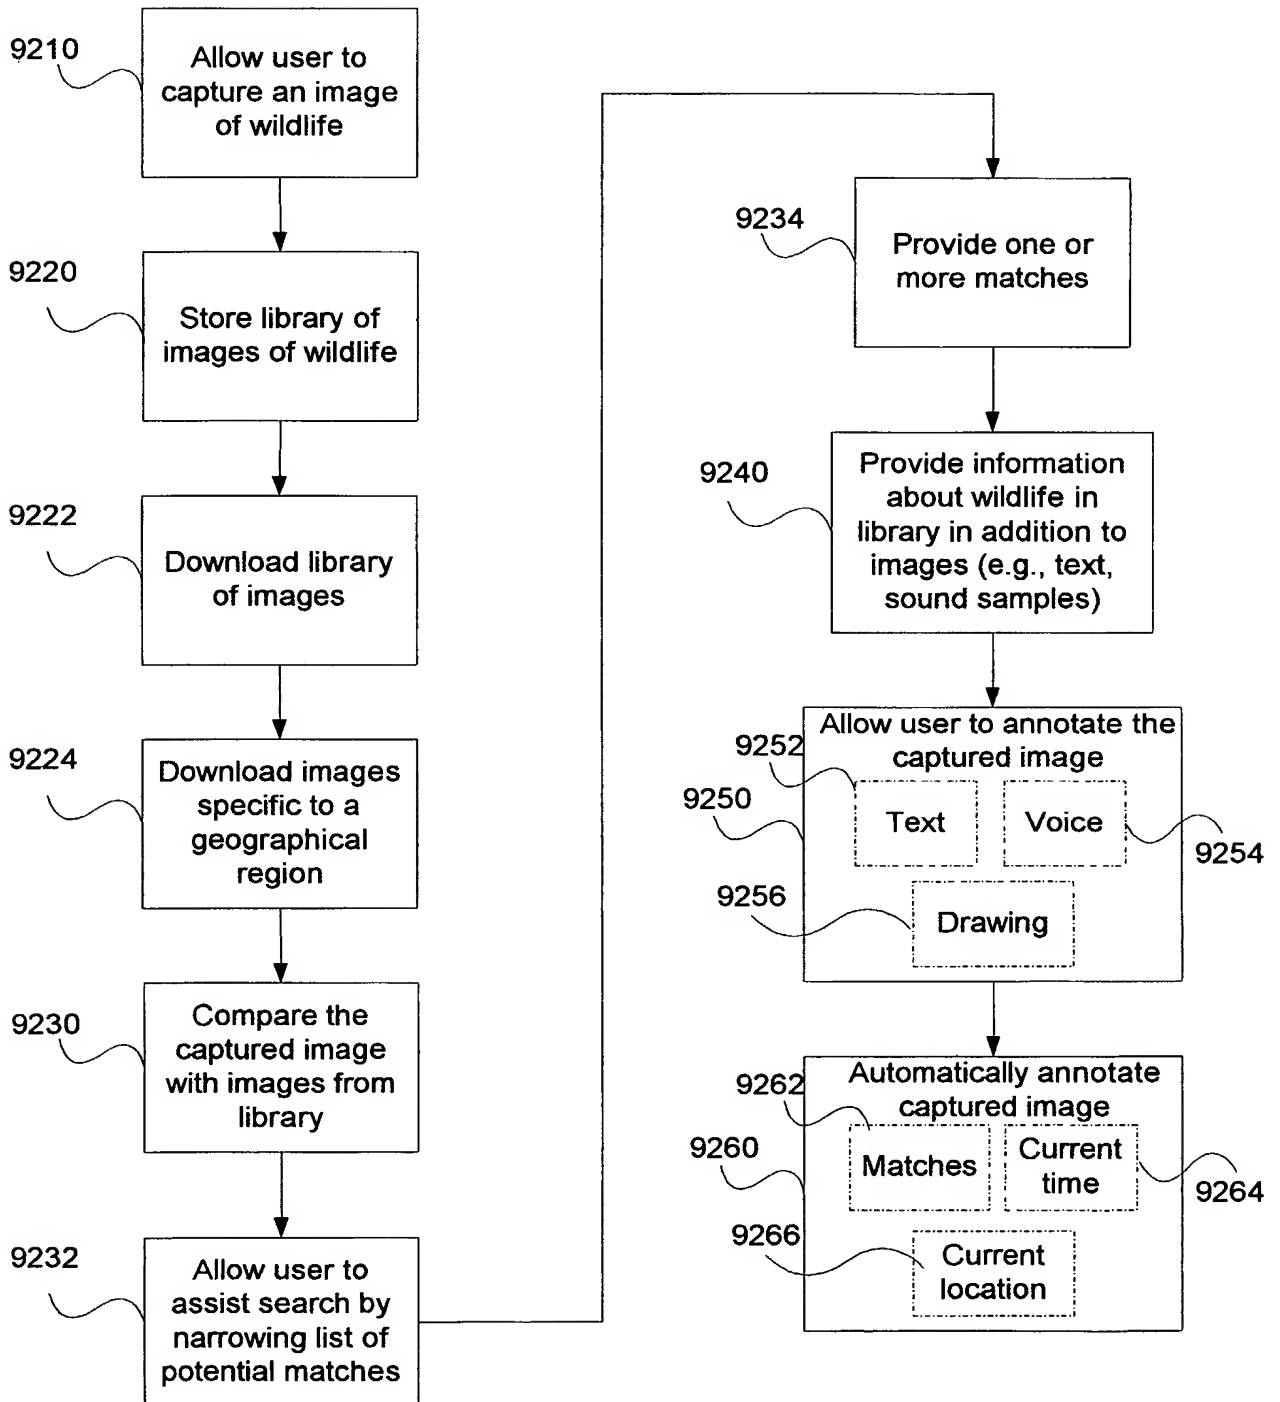 9210
Allow user to
capture an image
of wildlife
9220
Store library of
images of wildlife
9222
Download library
of images
9224
Download images
specific to a
geographical
region
9230
Compare the
captured image
with images from
library
9232
Allow user to
assist search by
narrowing list of
potential matches
9234
Provide one or
more matches
9240
Provide information
about wildlife in
library in addition to
images (e.g., text,
sound samples)
9250
Allow user to annotate the
captured image
9252
Text
Voice
9254
9256
Drawing
9260
Automatically annotate
captured image
9262
Matches
Current
time
9264
9266
Current
location